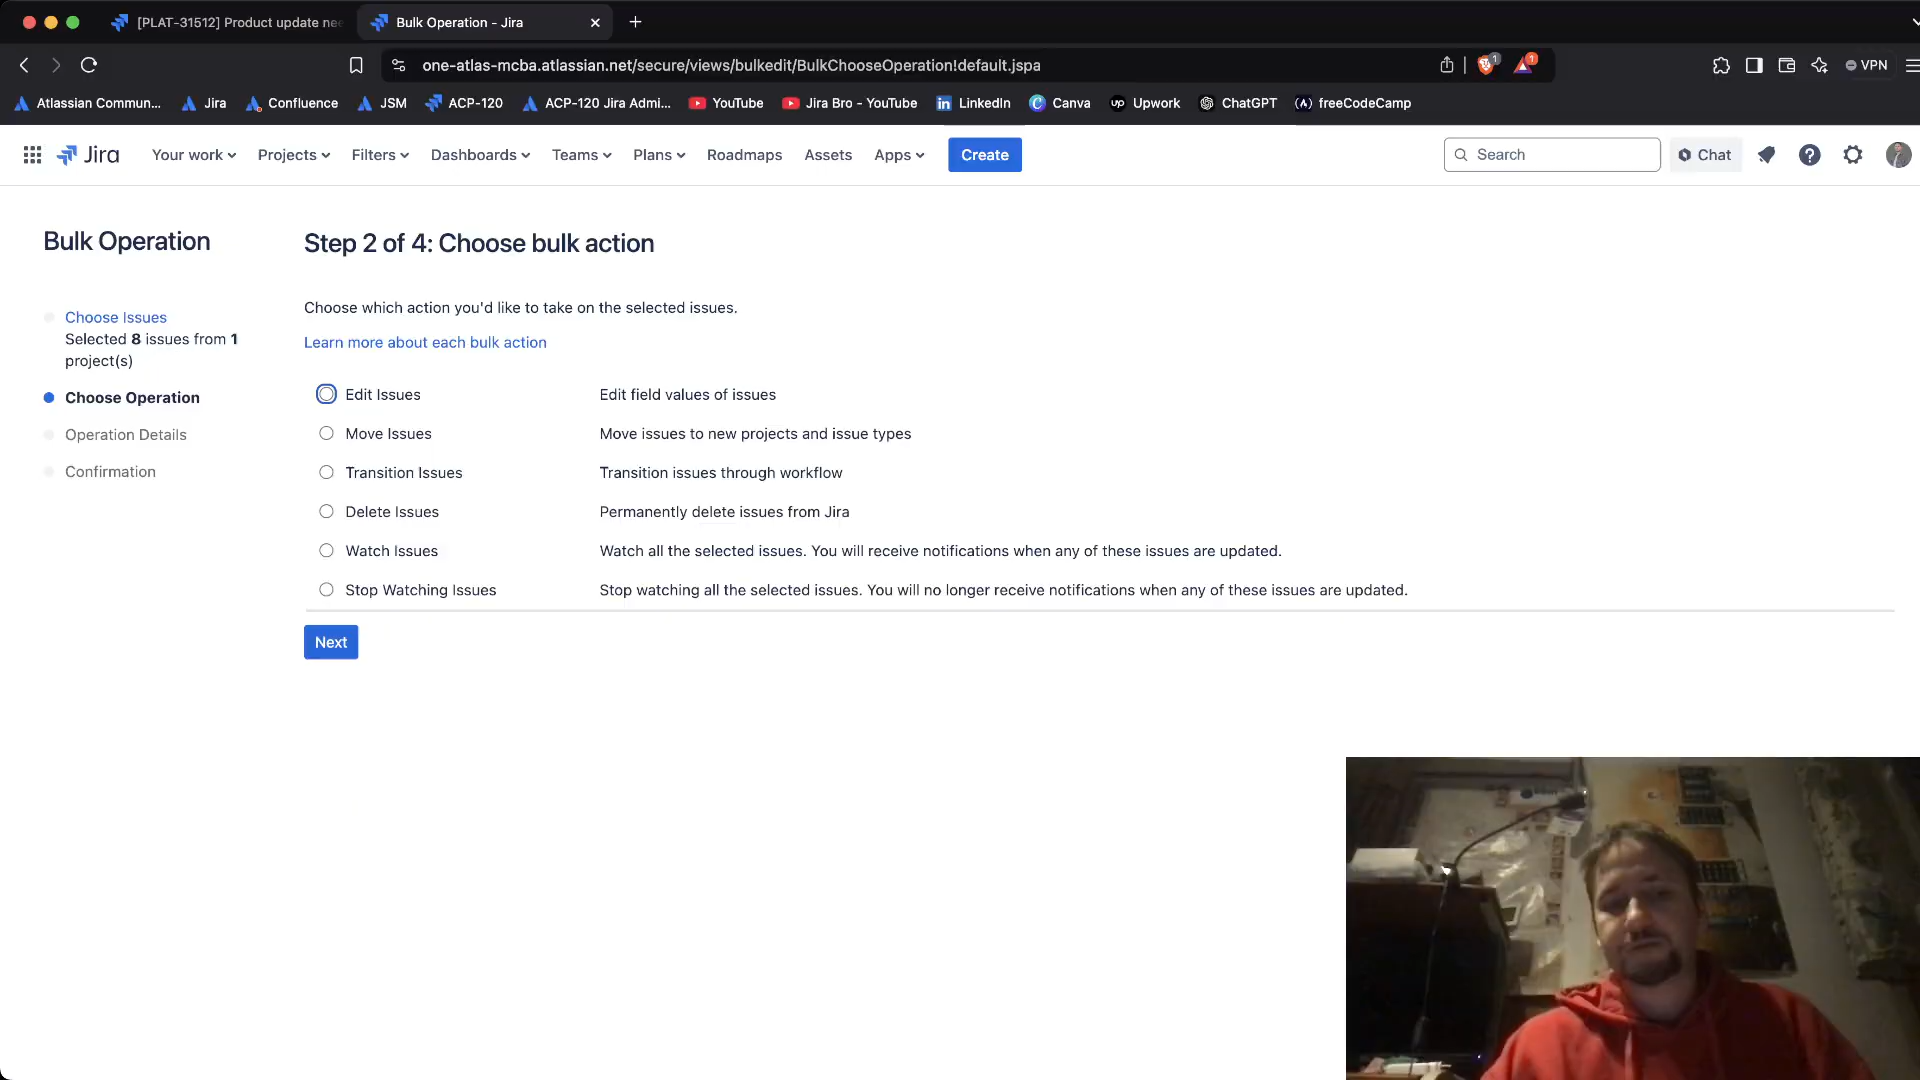 [PLAT-31512] Product update nee
Bulk Operation - Jira
one-atlas-mcba.atlassian.net/secure/views/bulkedit/BulkChooseOperation!default.jspa
1
1
VPN
Atlassian Commun...
Jira
Confluence
JSM
ACP-120
ACP-120 Jira Admi...
YouTube
Jira Bro - YouTube
LinkedIn
Canva
Upwork
ChatGPT
freeCodeCamp
Jira
Your work
Projects
Filters
Dashboards
Teams
Plans
Roadmaps
Assets
Apps
Create
Search
Chat
Bulk Operation
Choose Issues
Selected 8 issues from 1
project(s)
Choose Operation
Operation Details
Confirmation
Step 2 of 4: Choose bulk action
Choose which action you'd like to take on the selected issues.
Learn more about each bulk action
Edit Issues Edit field values of issues
Move Issues Move issues to new projects and issue types
Transition Issues Transition issues through workflow
Delete Issues Permanently delete issues from Jira
Watch Issues Watch all the selected issues. You will receive notifications when any of these issues are updated.
Stop Watching Issues Stop watching all the selected issues. You will no longer receive notifications when any of these issues are updated.
Next